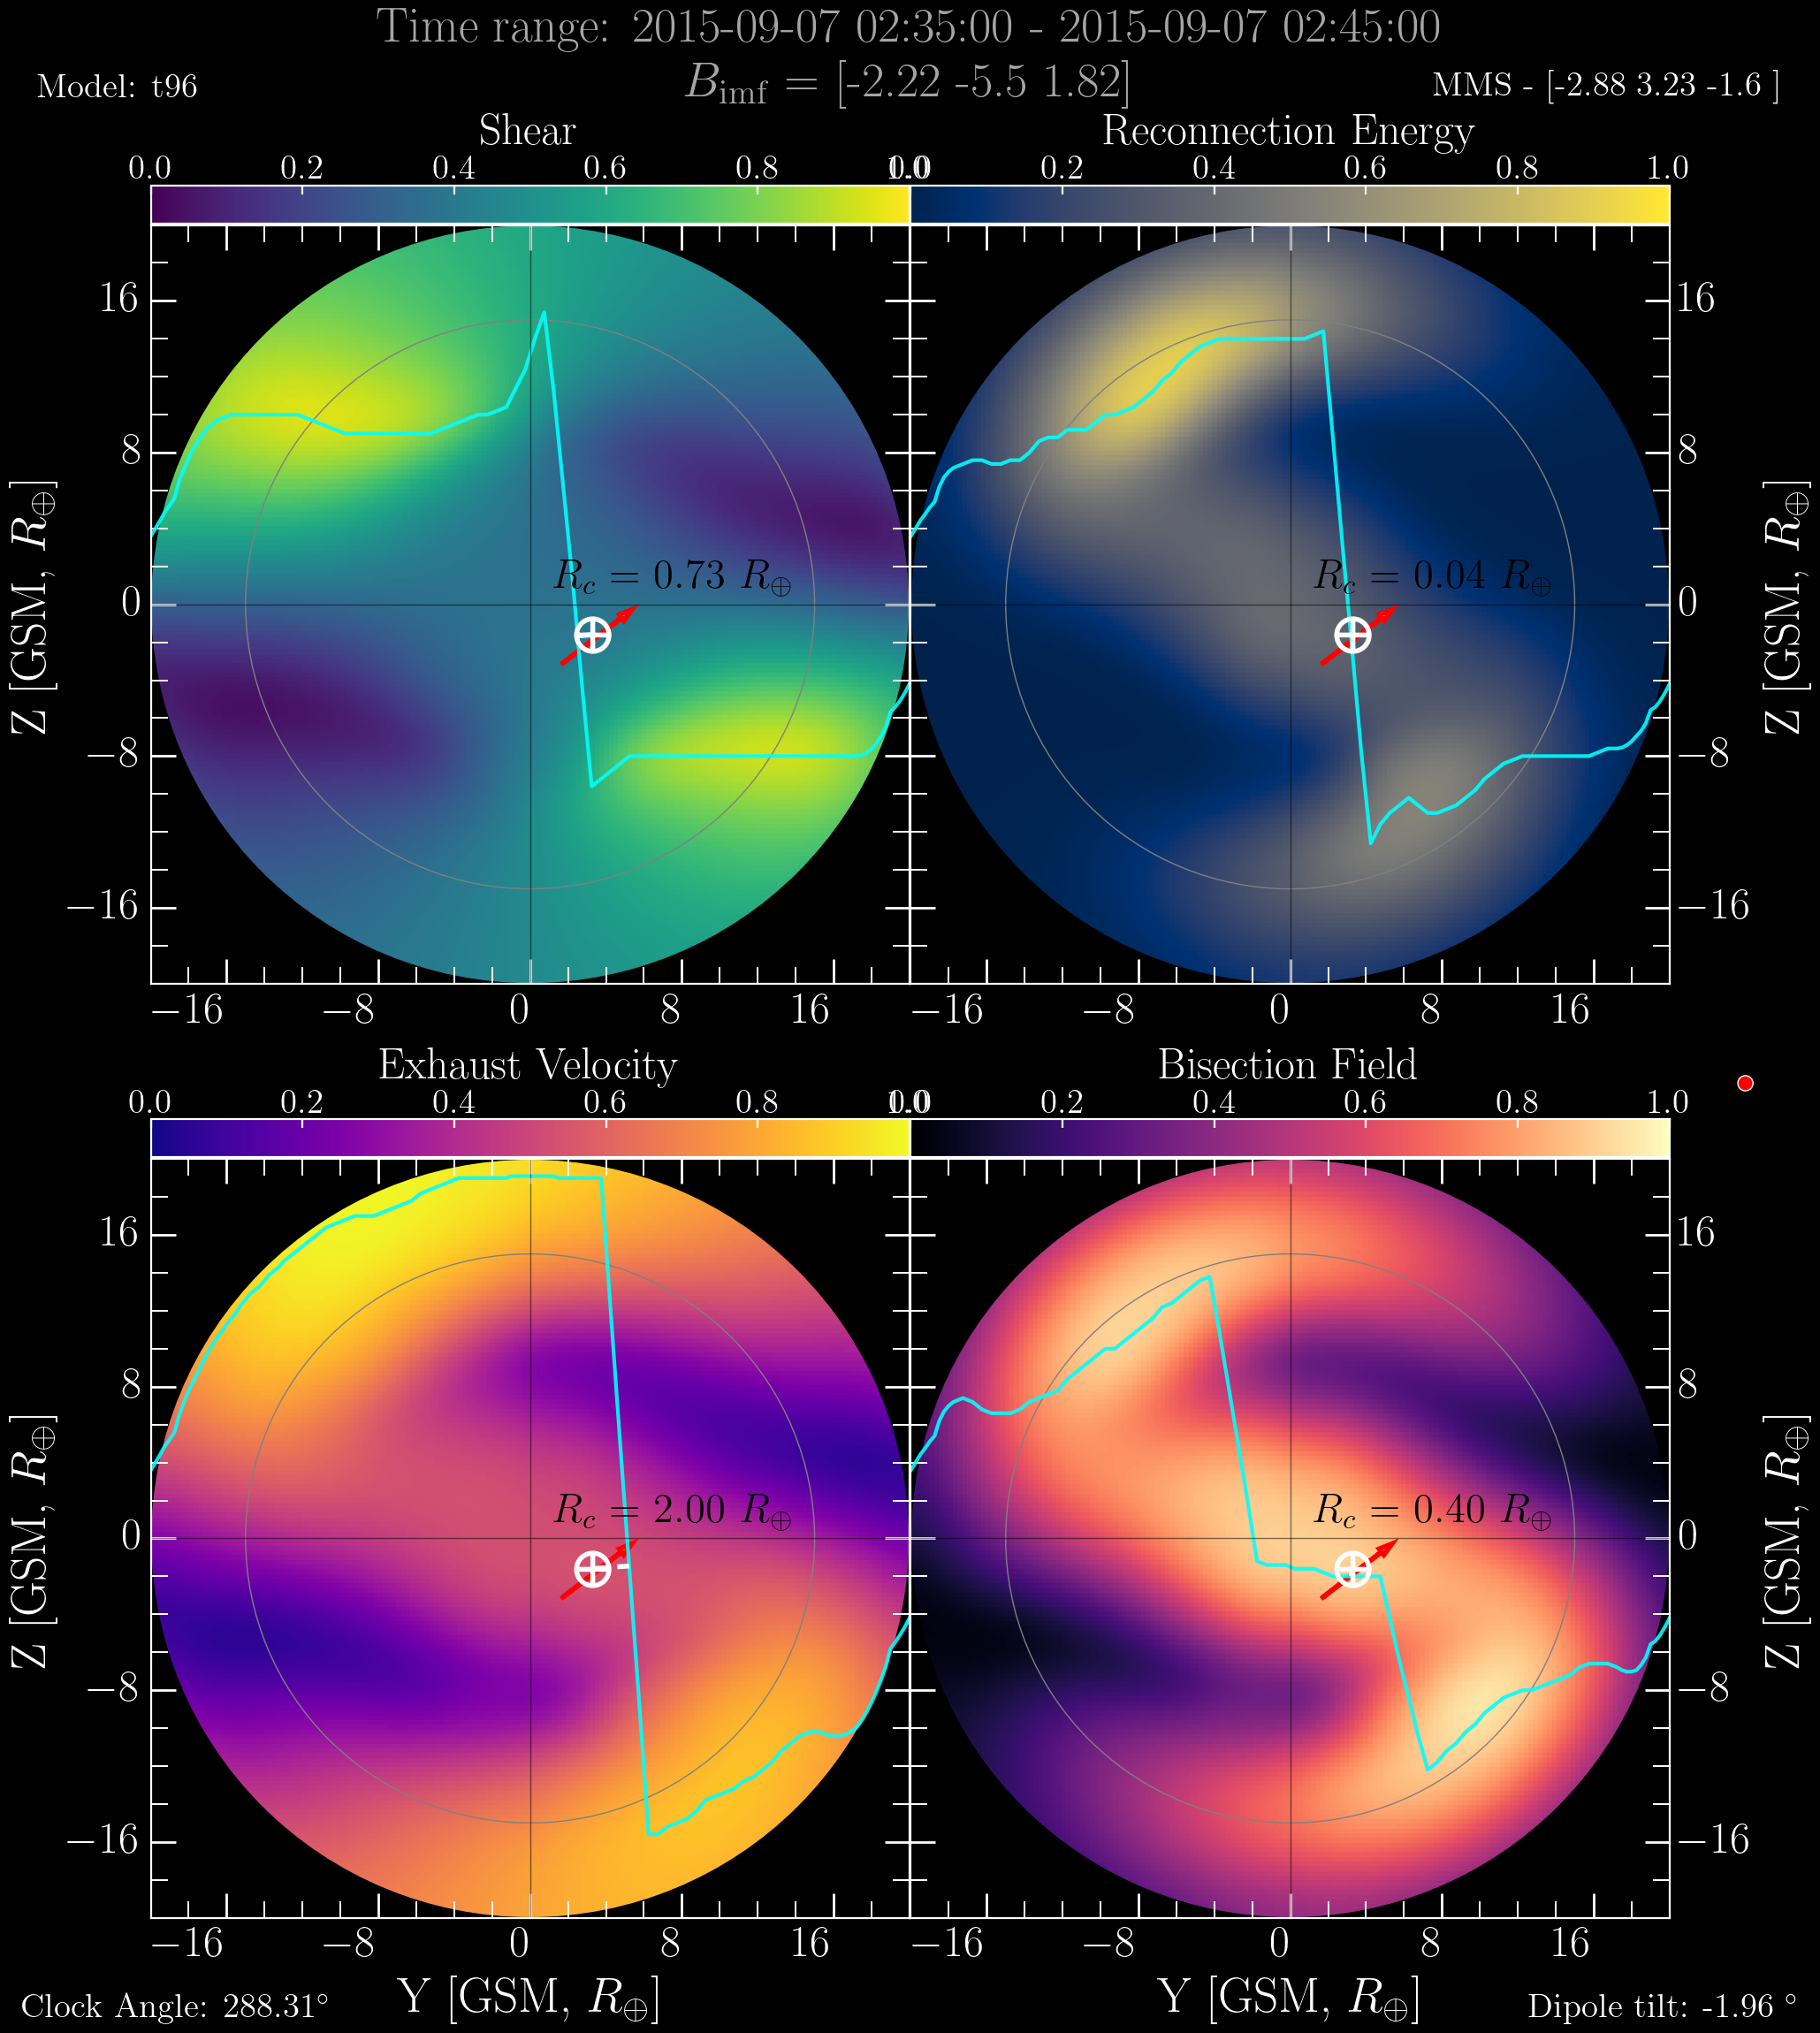 Time range: 2015-09-07 02:35:00 - 2015-09-07 02:45:00
Model: t96
B_imf = [-2.22 -5.5 1.82]
MMS - [-2.88 3.23 -1.6 ]
Shear
Reconnection Energy
0.0 0.2 0.4 0.6 0.8 1.0
0.0 0.2 0.4 0.6 0.8 1.0
Z [GSM, R⊕]
16
8
0
−8
−16
R_c = 0.73 R⊕
R_c = 0.04 R⊕
16
8
0
−8
−16
Z [GSM, R⊕]
−16 −8 0 8 16
−16 −8 0 8 16
Exhaust Velocity
Bisection Field
0.0 0.2 0.4 0.6 0.8 1.0
0.0 0.2 0.4 0.6 0.8 1.0
Z [GSM, R⊕]
16
8
0
−8
−16
R_c = 2.00 R⊕
R_c = 0.40 R⊕
16
8
0
−8
−16
Z [GSM, R⊕]
−16 −8 0 8 16
−16 −8 0 8 16
Y [GSM, R⊕]
Y [GSM, R⊕]
Clock Angle: 288.31°
Dipole tilt: -1.96 °